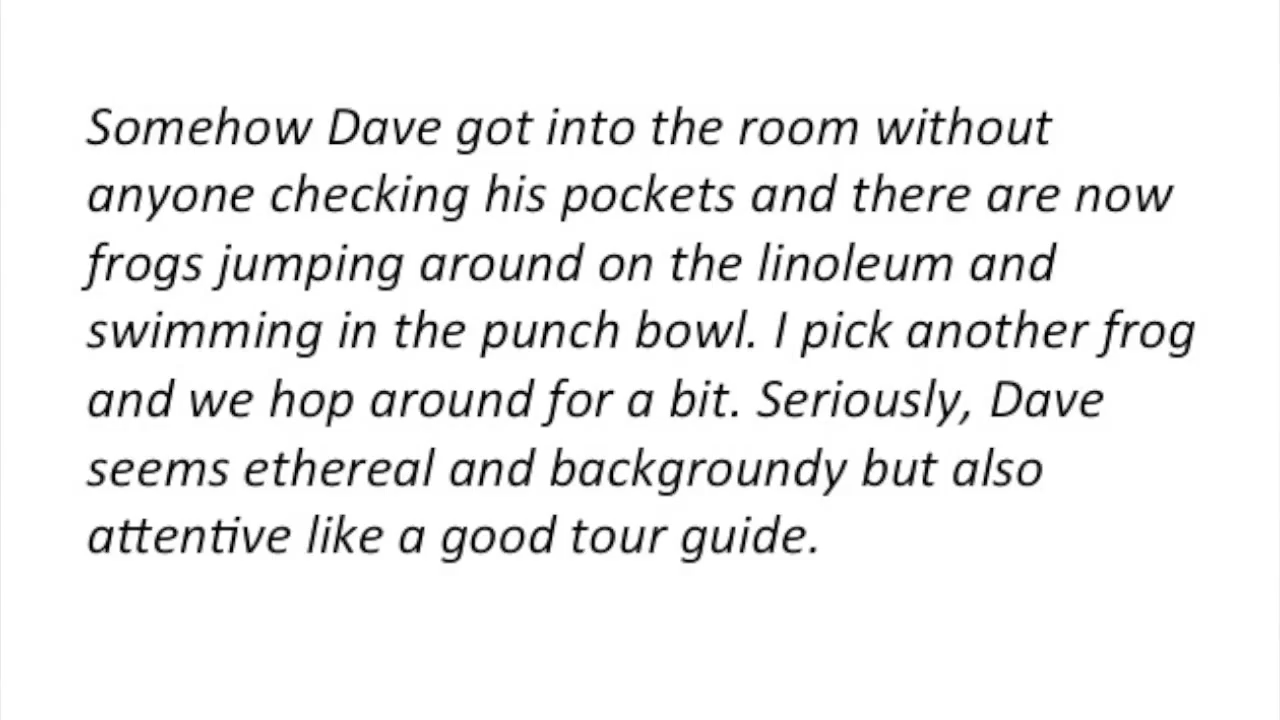 Somehow Dave got into the room without
anyone checking his pockets and there are now
frogs jumping around on the linoleum and
swimming in the punch bowl. I pick another frog
and we hop around for a bit. Seriously, Dave
seems ethereal and backgroundy but also
attentive like a good tour guide.